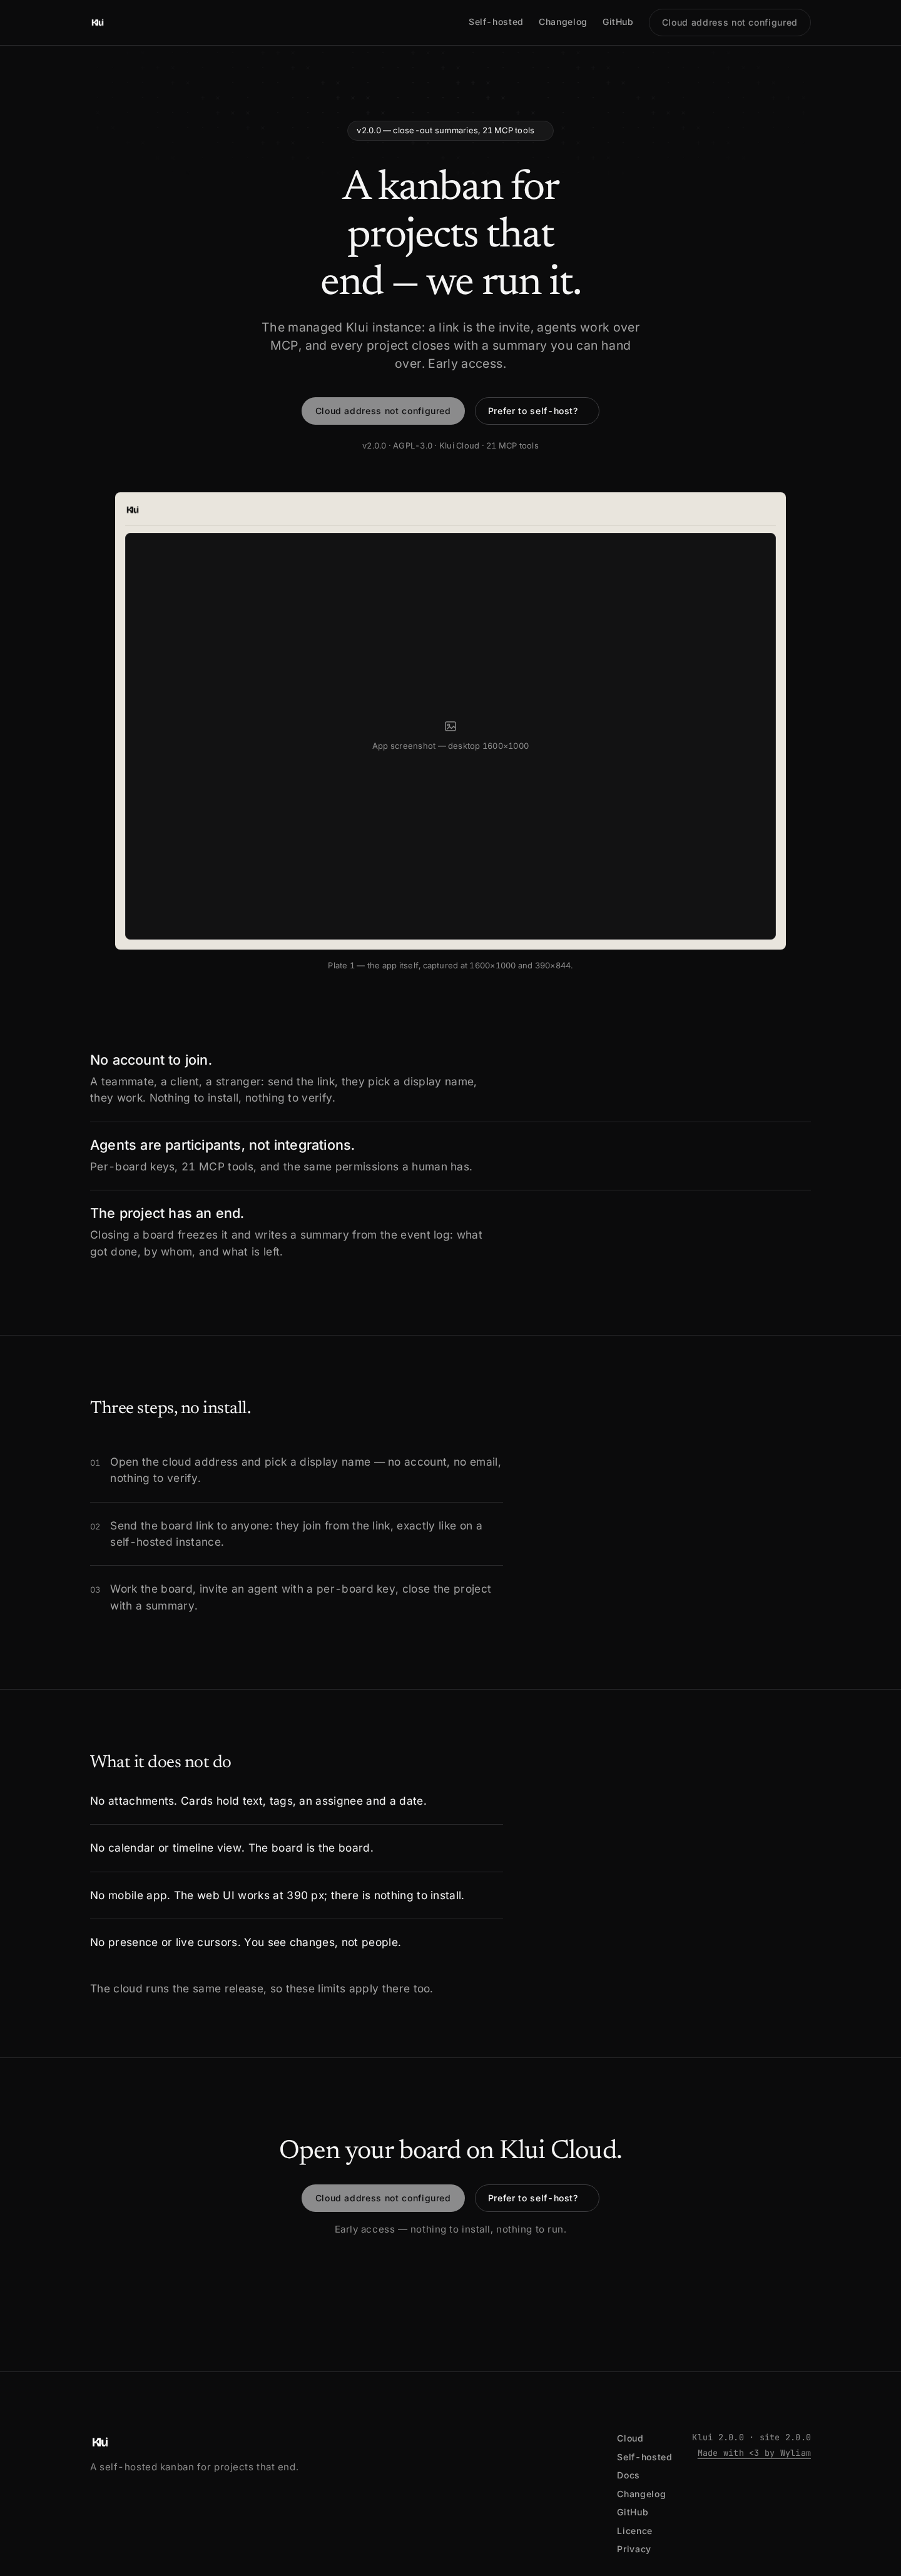 Klui
Self-hosted
Changelog
GitHub
Cloud address not configured
v2.0.0 — close-out summaries, 21 MCP tools
A kanban for
projects that
end — we run it.
The managed Klui instance: a link is the invite, agents work over
MCP, and every project closes with a summary you can hand
over. Early access.
Cloud address not configured
Prefer to self-host?
v2.0.0 · AGPL-3.0 · Klui Cloud · 21 MCP tools
Klui
App screenshot — desktop 1600×1000
Plate 1 — the app itself, captured at 1600×1000 and 390×844.
No account to join.
A teammate, a client, a stranger: send the link, they pick a display name,
they work. Nothing to install, nothing to verify.
Agents are participants, not integrations.
Per-board keys, 21 MCP tools, and the same permissions a human has.
The project has an end.
Closing a board freezes it and writes a summary from the event log: what
got done, by whom, and what is left.
Three steps, no install.
01 Open the cloud address and pick a display name — no account, no email,
nothing to verify.
02 Send the board link to anyone: they join from the link, exactly like on a
self-hosted instance.
03 Work the board, invite an agent with a per-board key, close the project
with a summary.
What it does not do
No attachments. Cards hold text, tags, an assignee and a date.
No calendar or timeline view. The board is the board.
No mobile app. The web UI works at 390 px; there is nothing to install.
No presence or live cursors. You see changes, not people.
The cloud runs the same release, so these limits apply there too.
Open your board on Klui Cloud.
Cloud address not configured
Prefer to self-host?
Early access — nothing to install, nothing to run.
Klui
A self-hosted kanban for projects that end.
Cloud
Self-hosted
Docs
Changelog
GitHub
Licence
Privacy
Klui 2.0.0 · site 2.0.0
Made with <3 by Wyliam